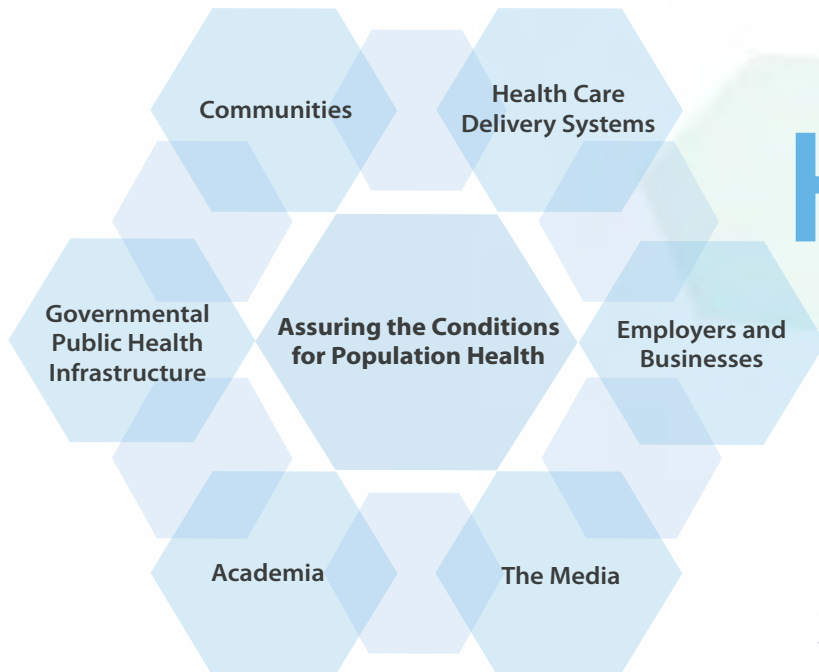 Communities
Health Care
Delivery Systems
Governmental
Public Health
Infrastructure
Assuring the Conditions
for Population Health
Employers and
Businesses
Academia
The Media